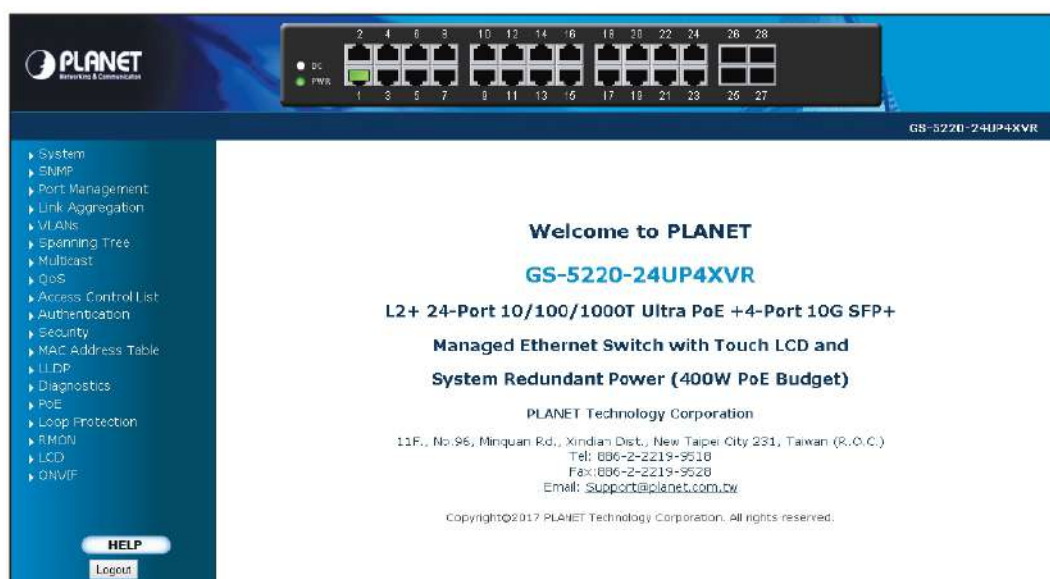 PLANET
Networking & Communication
2 4 6 8 10 12 14 16 18 20 22 24 26 28
DC
PWR
1 3 5 7 9 11 13 15 17 19 21 23 25 27
GS-5220-24UP4XVR
System
SNMP
Port Management
Link Aggregation
VLANs
Spanning Tree
Multicast
QoS
Access Control List
Authentication
Security
MAC Address Table
LLDP
Diagnostics
PoE
Loop Protection
RMON
LCD
ONVIF
HELP
Logout
Welcome to PLANET
GS-5220-24UP4XVR
L2+ 24-Port 10/100/1000T Ultra PoE +4-Port 10G SFP+
Managed Ethernet Switch with Touch LCD and
System Redundant Power (400W PoE Budget)
PLANET Technology Corporation
11F., No.96, Minquan Rd., Xindian Dist., New Taipei City 231, Taiwan (R.O.C.)
Tel: 886-2-2219-9518
Fax:886-2-2219-9528
Email: Support@planet.com.tw
Copyright©2017 PLANET Technology Corporation. All rights reserved.